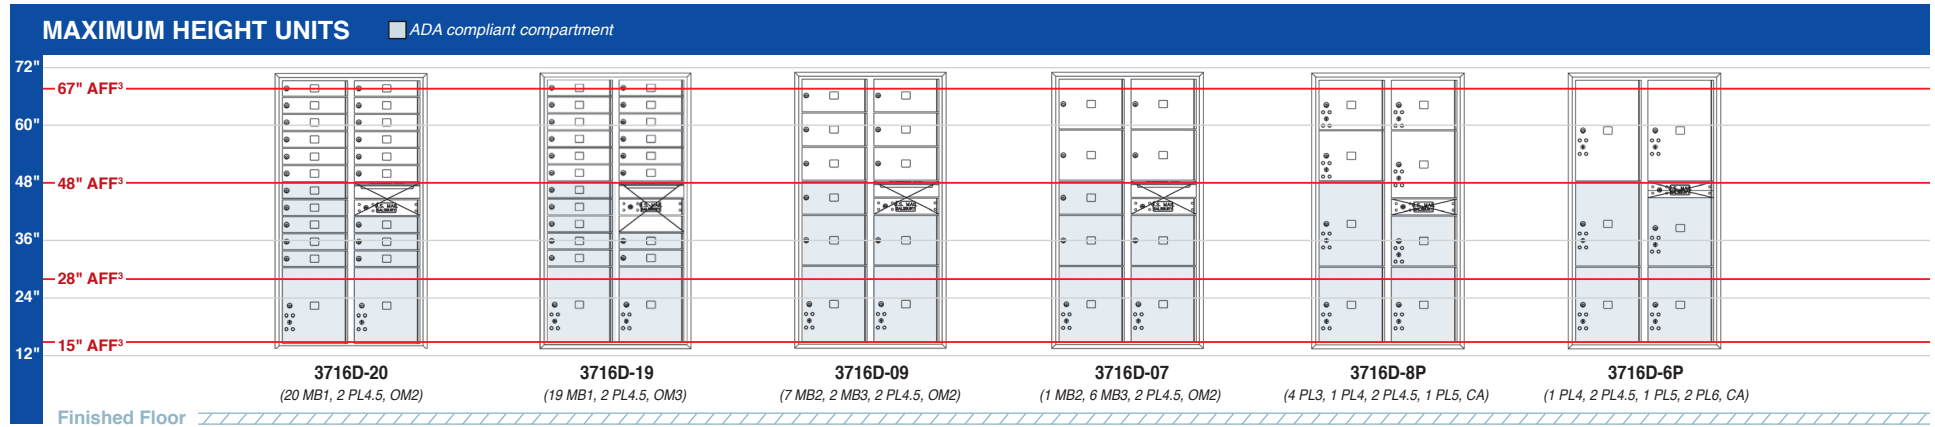 MAXIMUM HEIGHT UNITS ADA compliant compartment
72"
67" AFF³
60"
48" 48" AFF³
36"
28" AFF³
24"
15" AFF³
12"
3716D-20 3716D-19 3716D-09 3716D-07 3716D-8P 3716D-6P
(20 MB1, 2 PL4.5, OM2) (19 MB1, 2 PL4.5, OM3) (7 MB2, 2 MB3, 2 PL4.5, OM2) (1 MB2, 6 MB3, 2 PL4.5, OM2) (4 PL3, 1 PL4, 2 PL4.5, 1 PL5, CA) (1 PL4, 2 PL4.5, 1 PL5, 2 PL6, CA)
Finished Floor